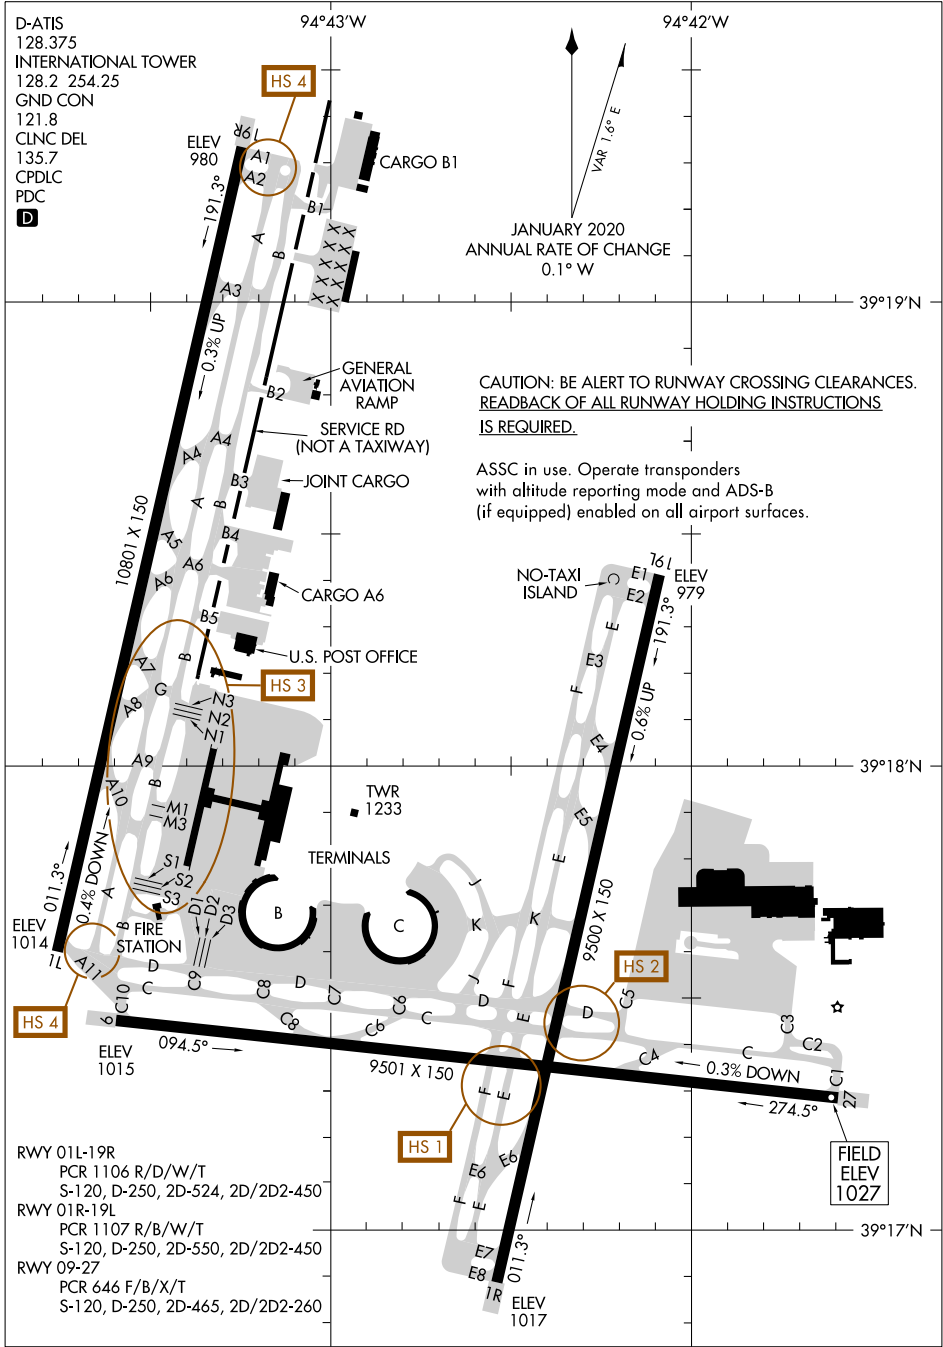 94°43'W
94°42'W
D-ATIS
128.375
INTERNATIONAL TOWER
128.2 254.25
GND CON
121.8
CLNC DEL
135.7
CPDLC
PDC
D
HS 4
19R
ELEV
980
A1
A2
CARGO B1
B1
191.3°
VAR 1.6° E
JANUARY 2020
ANNUAL RATE OF CHANGE
0.1° W
A
B
X X
X X
X X
X X
X X
A3
39°19'N
0.3% UP
GENERAL
AVIATION
RAMP
B2
SERVICE RD
(NOT A TAXIWAY)
CAUTION: BE ALERT TO RUNWAY CROSSING CLEARANCES.
READBACK OF ALL RUNWAY HOLDING INSTRUCTIONS
IS REQUIRED.
ASSC in use. Operate transponders
with altitude reporting mode and ADS-B
(if equipped) enabled on all airport surfaces.
A4
A4
B3
JOINT CARGO
A
B
B4
10801 X 150
A5
A6
A6
CARGO A6
B5
U.S. POST OFFICE
NO-TAXI
ISLAND
C
E1
E2
19L
ELEV
979
191.3°
E
E3
F
0.6% UP
E4
A7
B
HS 3
G
A8
N3
N2
N1
A9
B
A10
M1
M3
39°18'N
TWR
1233
E5
E
TERMINALS
011.3°
0.4% DOWN
A
S1
S2
S3
B
D1
D2
D3
B
C
J
K
K
J
F
9500 X 150
FIRE
STATION
ELEV
1014
1L
A11
HS 4
D
C
C9
C8
D
C7
C6
C8
C6
C
D
E
HS 2
D
C5
C10
9
ELEV
1015
094.5°
9501 X 150
C4
C
C3
C2
C1
0.3% DOWN
274.5°
27
FIELD
ELEV
1027
F
E
HS 1
E6
E6
F
E
39°17'N
E7
E8
1R
011.3°
ELEV
1017
RWY 01L-19R
PCR 1106 R/D/W/T
S-120, D-250, 2D-524, 2D/2D2-450
RWY 01R-19L
PCR 1107 R/B/W/T
S-120, D-250, 2D-550, 2D/2D2-450
RWY 09-27
PCR 646 F/B/X/T
S-120, D-250, 2D-465, 2D/2D2-260